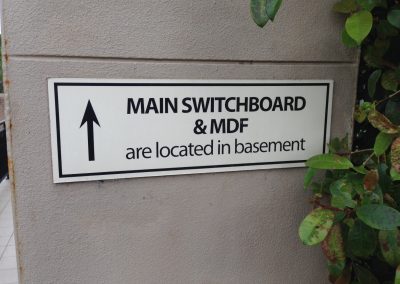 MAIN SWITCHBOARD
& MDF
are located in basement